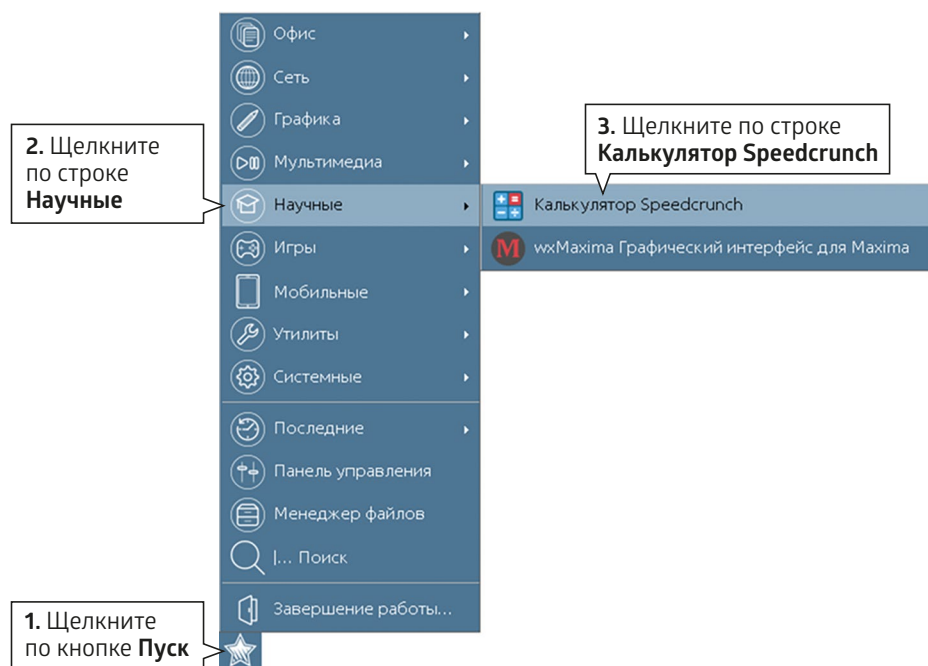 Офис
Сеть
Графика
Мультимедиа
Научные
Игры
Мобильные
Утилиты
Системные
Последние
Панель управления
Менеджер файлов
|... Поиск
Завершение работы...
Калькулятор Speedcrunch
M wxMaxima Графический интерфейс для Maxima
1. Щелкните
по кнопке Пуск
2. Щелкните
по строке
Научные
3. Щелкните по строке
Калькулятор Speedcrunch